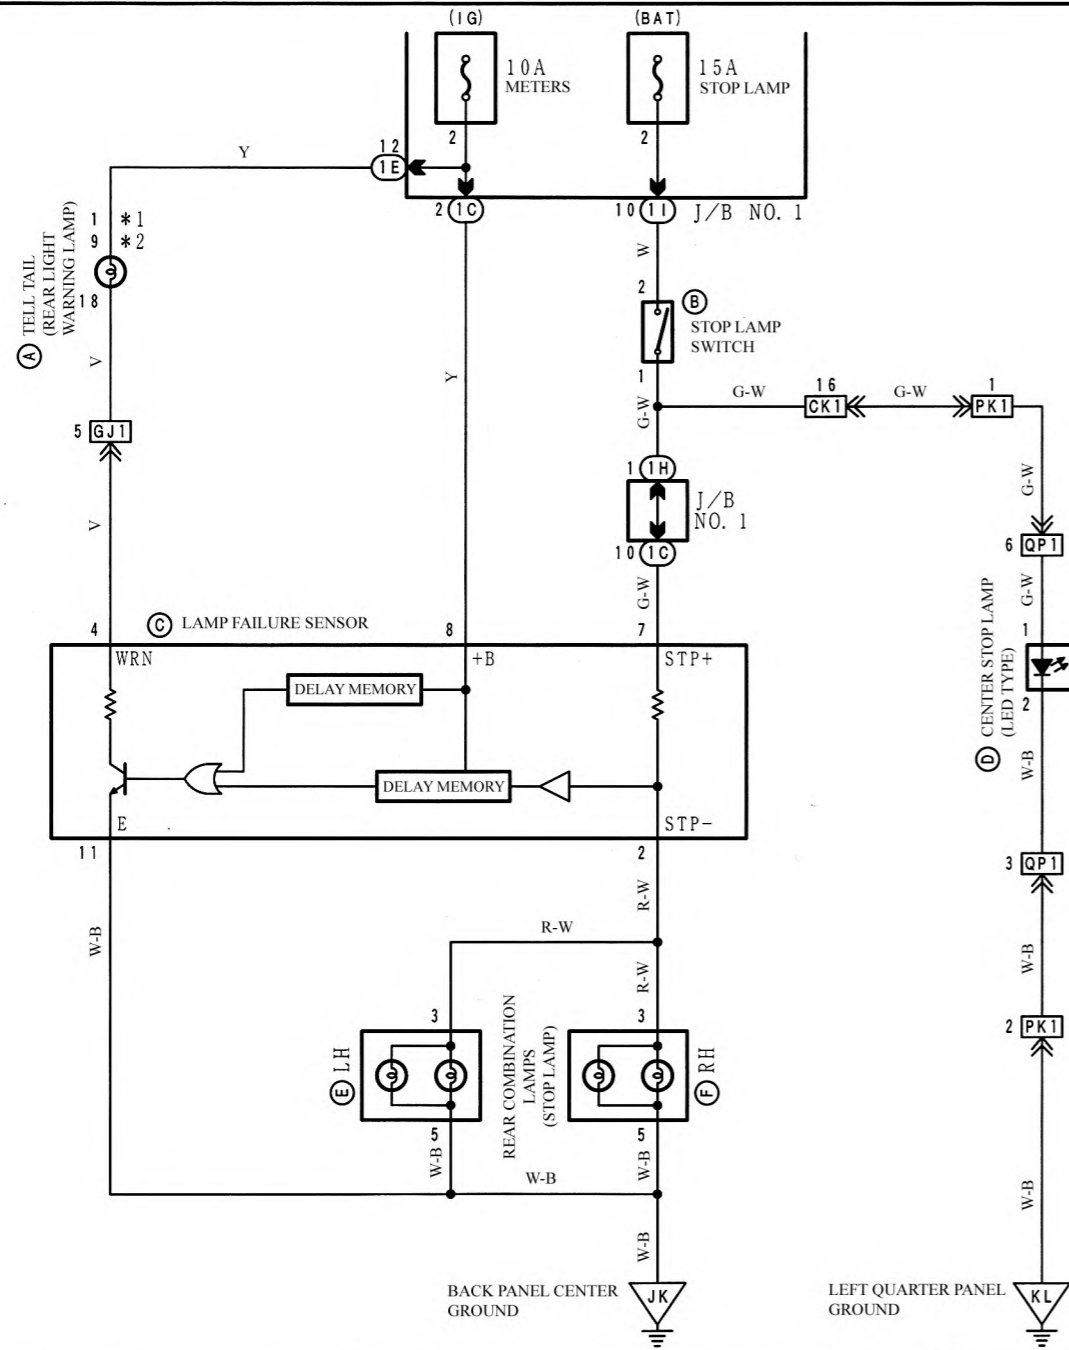 (IG)
(BAT)
10A
METERS
15A
STOP LAMP
2
2
12
1E
Y
2 1C
10 1I
J/B NO. 1
1 *1
9 *2
18
A TELL TAIL
(REAR LIGHT
WARNING LAMP)
W
2
B
STOP LAMP
SWITCH
1
V
Y
G-W
G-W
16
CK1
G-W
1
PK1
5 GJ1
1 1H
J/B
NO. 1
10 1C
G-W
V
G-W
6 QP1
G-W
C LAMP FAILURE SENSOR
4
8
7
WRN
+B
STP+
DELAY MEMORY
DELAY MEMORY
E
STP-
11
2
D CENTER STOP LAMP
(LED TYPE)
1
2
W-B
3 QP1
W-B
2 PK1
W-B
W-B
R-W
R-W
R-W
3
3
E LH
REAR COMBINATION
LAMPS
(STOP LAMP)
F RH
5
5
W-B
W-B
W-B
W-B
BACK PANEL CENTER
GROUND
JK
LEFT QUARTER PANEL
GROUND
KL